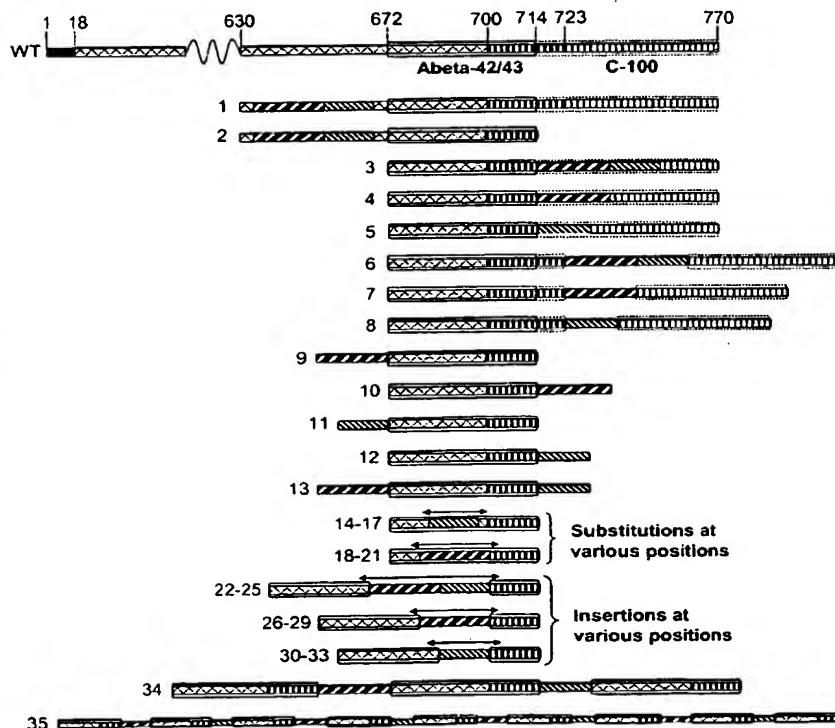 1 18 630 672 700 714 723 770
WT
Abeta-42/43 C-100
1
2
3
4
5
6
7
8
9
10
11
12
13
14-17
Substitutions at
various positions
18-21
22-25
26-29
Insertions at
various positions
30-33
34
35